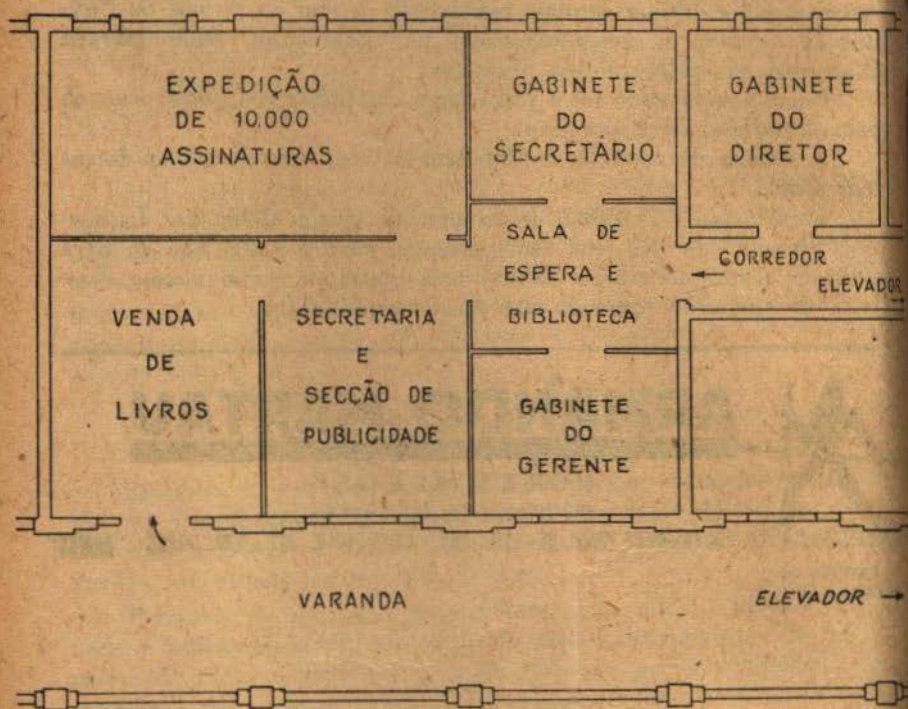 EXPEDIÇÃO
DE 10.000
ASSINATURAS
GABINETE
DO
SECRETÁRIO
GABINETE
DO
DIRETOR
SALA DE
ESPERA E
BIBLIOTECA
CORREDOR
ELEVADOR
VENDA
DE
LIVROS
SECRETARIA
E
SECCÃO DE
PUBLICIDADE
GABINETE
DO
GERENTE
VARANDA
ELEVADOR